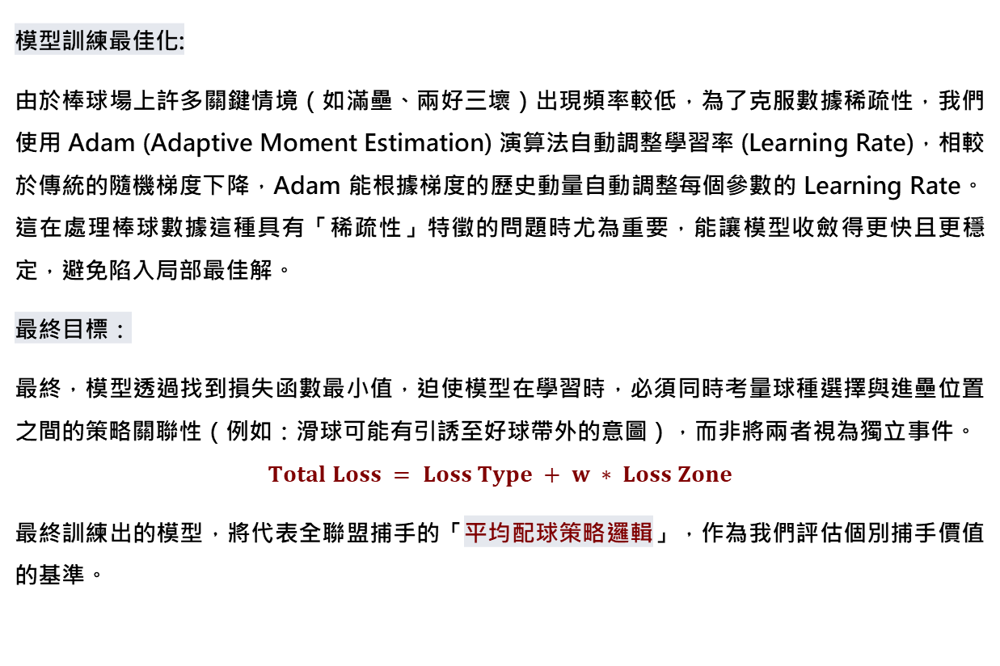 模型訓練最佳化:
由於棒球場上許多關鍵情境（如滿壘、兩好三壞）出現頻率較低，為了克服數據稀疏性，我們
使用 Adam (Adaptive Moment Estimation) 演算法自動調整學習率 (Learning Rate)，相較
於傳統的隨機梯度下降，Adam 能根據梯度的歷史動量自動調整每個參數的 Learning Rate。
這在處理棒球數據這種具有「稀疏性」特徵的問題時尤為重要，能讓模型收斂得更快且更穩
定，避免陷入局部最佳解。
最終目標：
最終，模型透過找到損失函數最小值，迫使模型在學習時，必須同時考量球種選擇與進壘位置
之間的策略關聯性（例如：滑球可能有引誘至好球帶外的意圖），而非將兩者視為獨立事件。
Total Loss = Loss Type + w * Loss Zone
最終訓練出的模型，將代表全聯盟捕手的「平均配球策略邏輯」，作為我們評估個別捕手價值
的基準。